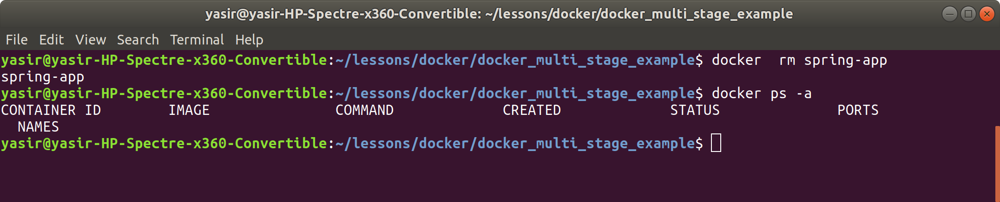 yasir@yasir-HP-Spectre-x360-Convertible: ~/lessons/docker/docker_multi_stage_example
File Edit View Search Terminal Help
yasir@yasir-HP-Spectre-x360-Convertible:~/lessons/docker/docker_multi_stage_example$ docker  rm spring-app
spring-app
yasir@yasir-HP-Spectre-x360-Convertible:~/lessons/docker/docker_multi_stage_example$ docker ps -a
CONTAINER ID        IMAGE               COMMAND             CREATED             STATUS              PORTS
  NAMES
yasir@yasir-HP-Spectre-x360-Convertible:~/lessons/docker/docker_multi_stage_example$